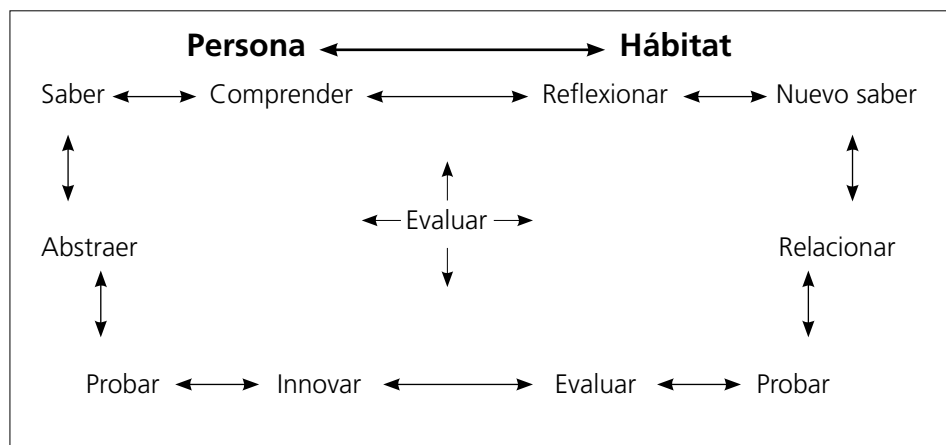 Persona Hábitat
Saber Comprender Reflexionar Nuevo saber
Evaluar
Abstraer Relacionar
Probar Innovar Evaluar Probar